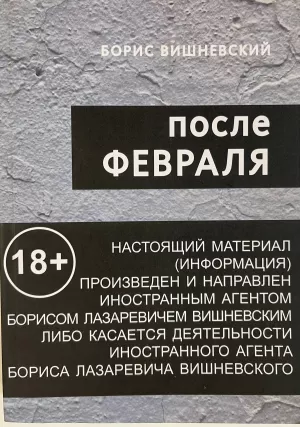 БОРИС ВИШНЕВСКИЙ
после
ФЕВРАЛЯ
18+
НАСТОЯЩИЙ МАТЕРИАЛ
(ИНФОРМАЦИЯ)
ПРОИЗВЕДЕН И НАПРАВЛЕН
ИНОСТРАННЫМ АГЕНТОМ
БОРИСОМ ЛАЗАРЕВИЧЕМ ВИШНЕВСКИМ
ЛИБО КАСАЕТСЯ ДЕЯТЕЛЬНОСТИ
ИНОСТРАННОГО АГЕНТА
БОРИСА ЛАЗАРЕВИЧА ВИШНЕВСКОГО